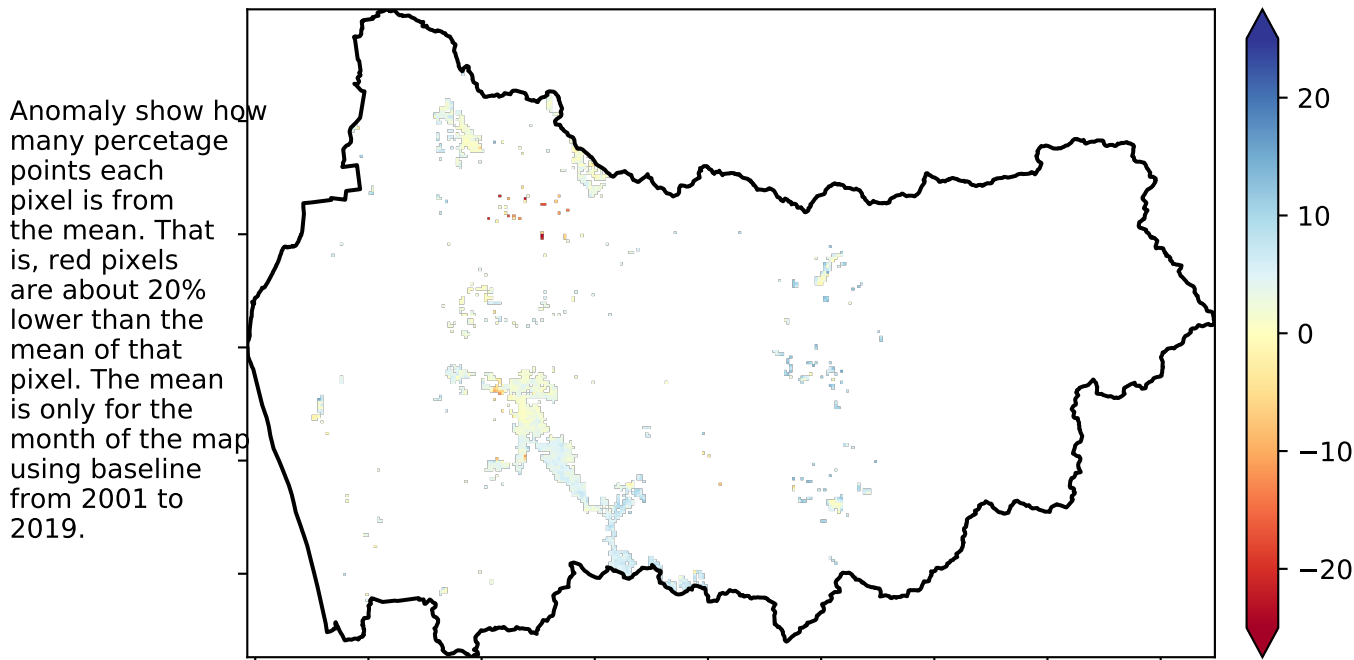 Anomaly show how
many percetage
points each
pixel is from
the mean. That
is, red pixels
are about 20%
lower than the
mean of that
pixel. The mean
is only for the
month of the map
using baseline
from 2001 to
2019.
20
10
0
−10
−20